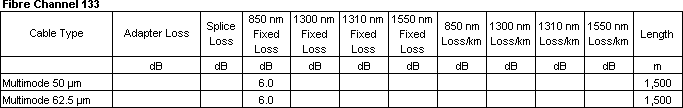 Fibre Channel 133
Cable Type Adapter Loss Splice Loss 850 nm Fixed Loss 1300 nm Fixed Loss 1310 nm Fixed Loss 1550 nm Fixed Loss 850 nm Loss/km 1300 nm Loss/km 1310 nm Loss/km 1550 nm Loss/km Length
dB dB dB dB dB dB dB dB dB dB m
Multimode 50 µm 6.0 1,500
Multimode 62.5 µm 6.0 1,500